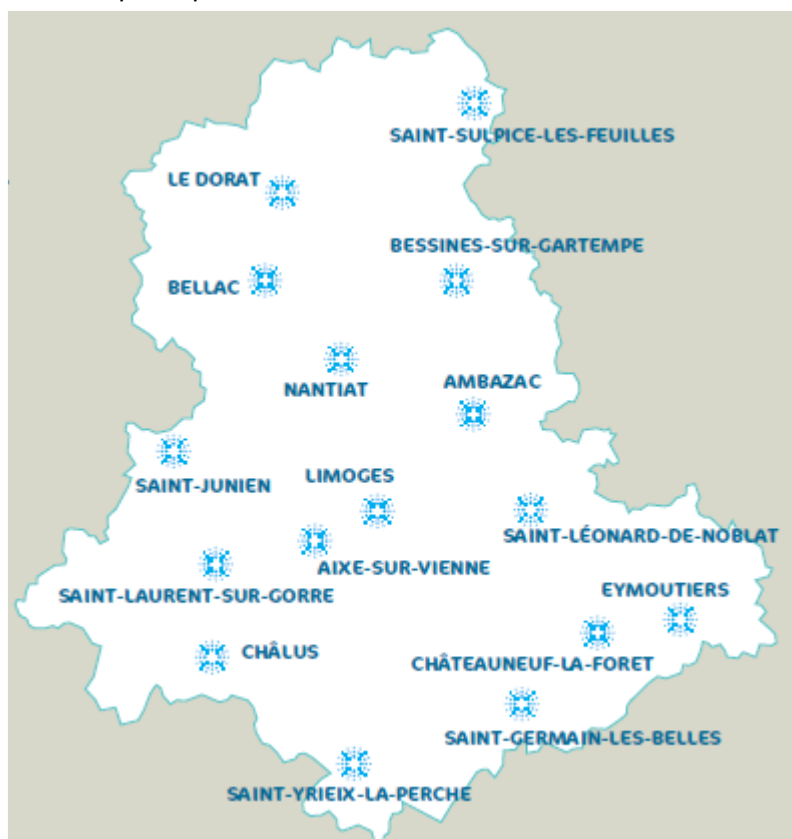 SAINT-SULPICE-LES-FEUILLES
LE DORAT
BESSINES-SUR-GARTEMPE
BELLAC
AMBAZAC
NANTIAT
LIMOGES
SAINT-JUNIEN
SAINT-LÉONARD-DE-NOBLAT
AIXE-SUR-VIENNE
EYMOUTIERS
SAINT-LAURENT-SUR-GORRE
CHÂLUS
CHÂTEAUNEUF-LA-FORET
SAINT-GERMAIN-LES-BELLES
SAINT-YRIEIX-LA-PERCHE